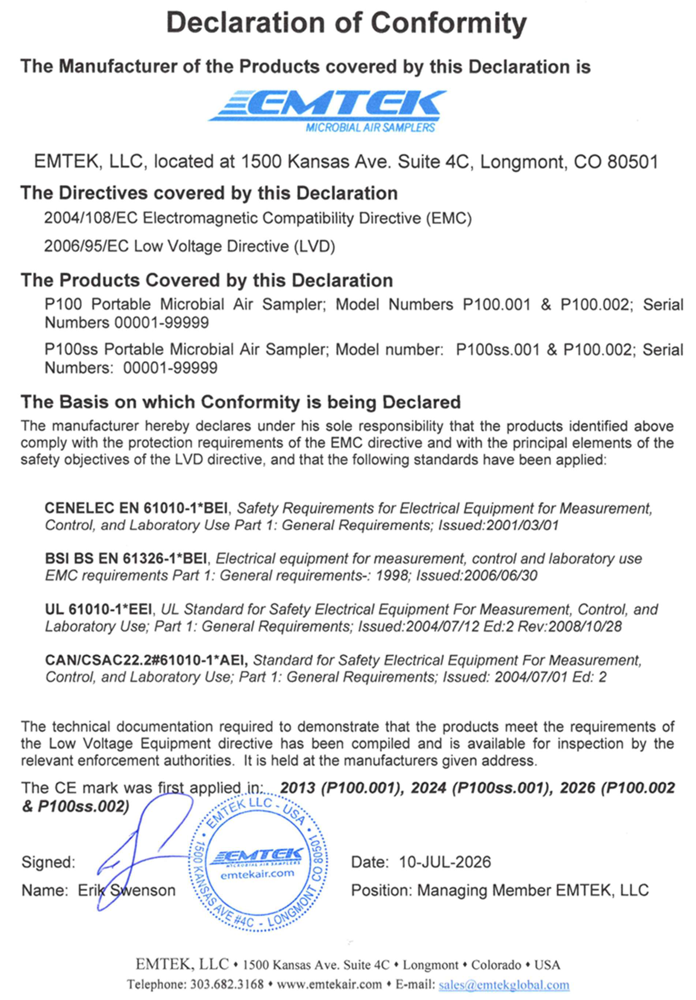 Declaration of Conformity
The Manufacturer of the Products covered by this Declaration is
EMTEK
MICROBIAL AIR SAMPLERS
EMTEK, LLC, located at 1500 Kansas Ave. Suite 4C, Longmont, CO 80501
The Directives covered by this Declaration
2004/108/EC Electromagnetic Compatibility Directive (EMC)
2006/95/EC Low Voltage Directive (LVD)
The Products Covered by this Declaration
P100 Portable Microbial Air Sampler; Model Numbers P100.001 & P100.002; Serial
Numbers 00001-99999
P100ss Portable Microbial Air Sampler; Model number: P100ss.001 & P100.002; Serial
Numbers: 00001-99999
The Basis on which Conformity is being Declared
The manufacturer hereby declares under his sole responsibility that the products identified above
comply with the protection requirements of the EMC directive and with the principal elements of the
safety objectives of the LVD directive, and that the following standards have been applied:
CENELEC EN 61010-1*BEI, Safety Requirements for Electrical Equipment for Measurement,
Control, and Laboratory Use Part 1: General Requirements; Issued:2001/03/01
BSI BS EN 61326-1*BEI, Electrical equipment for measurement, control and laboratory use
EMC requirements Part 1: General requirements-: 1998; Issued:2006/06/30
UL 61010-1*EEI, UL Standard for Safety Electrical Equipment For Measurement, Control, and
Laboratory Use; Part 1: General Requirements; Issued:2004/07/12 Ed:2 Rev:2008/10/28
CAN/CSAC22.2#61010-1*AEI, Standard for Safety Electrical Equipment For Measurement,
Control, and Laboratory Use; Part 1: General Requirements; Issued: 2004/07/01 Ed: 2
The technical documentation required to demonstrate that the products meet the requirements of
the Low Voltage Equipment directive has been compiled and is available for inspection by the
relevant enforcement authorities. It is held at the manufacturers given address.
The CE mark was first applied in: 2013 (P100.001), 2024 (P100ss.001), 2026 (P100.002
& P100ss.002)
EMTEK LLC - USA • 1500 KANSAS AVE #4C - LONGMONT CO 80501 •
EMTEK
MICROBIAL AIR SAMPLERS
emtekair.com
Signed:
Date: 10-JUL-2026
Name: Erik Swenson
Position: Managing Member EMTEK, LLC
EMTEK, LLC ♦ 1500 Kansas Ave. Suite 4C ♦ Longmont ♦ Colorado ♦ USA
Telephone: 303.682.3168 ♦ www.emtekair.com ♦ E-mail: sales@emtekglobal.com